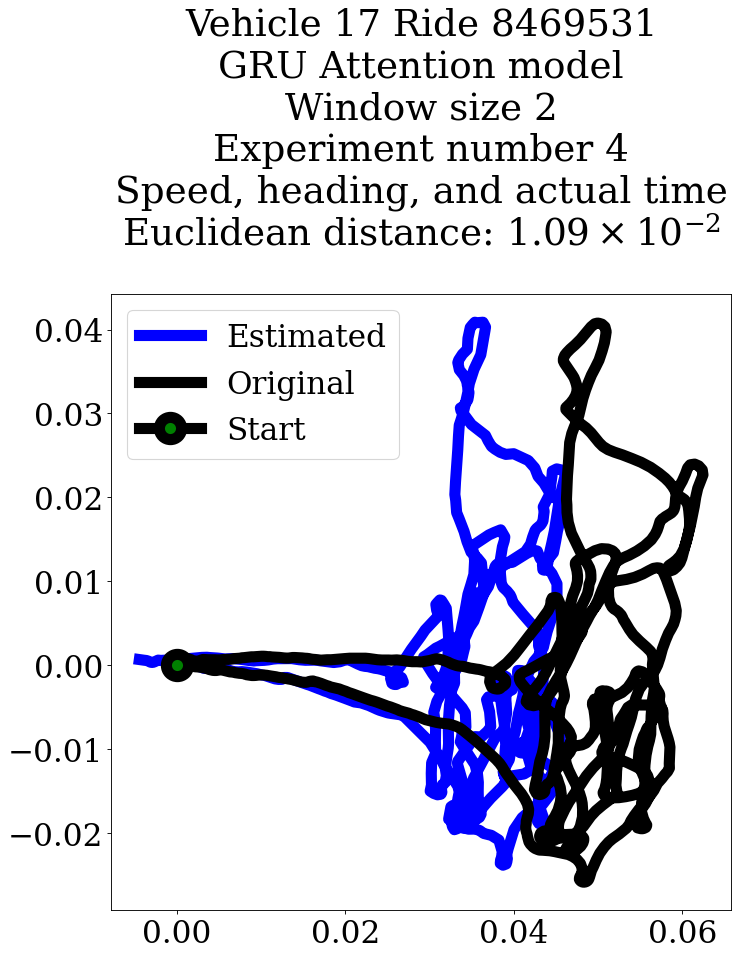 Vehicle 17 Ride 8469531
GRU Attention model
Window size 2
Experiment number 4
Speed, heading, and actual time
Euclidean distance: 1.09 × 10⁻²
Estimated
Original
Start
0.04
0.03
0.02
0.01
0.00
−0.01
−0.02
0.00 0.02 0.04 0.06